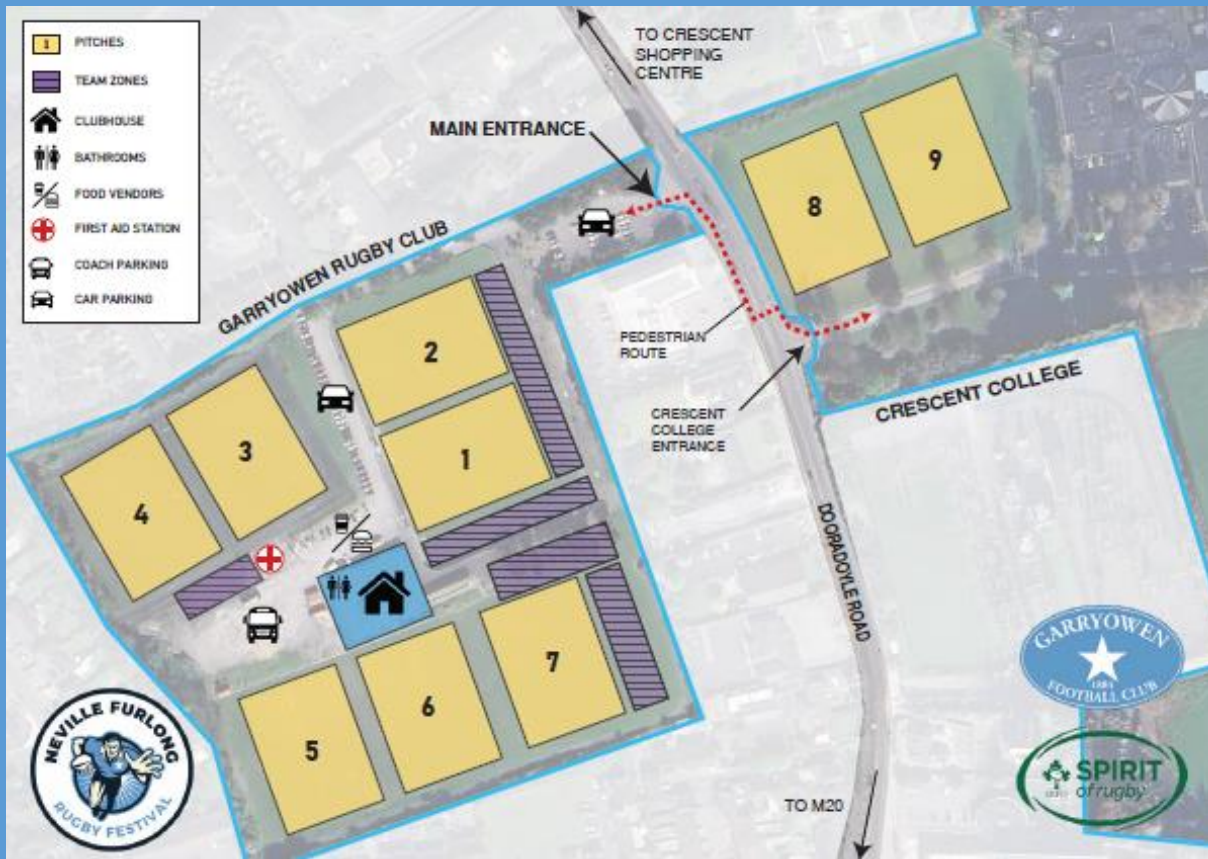 1 PITCHES
TEAM ZONES
CLUBHOUSE
BATHROOMS
FOOD VENDORS
FIRST AID STATION
COACH PARKING
CAR PARKING
TO CRESCENT
SHOPPING
CENTRE
MAIN ENTRANCE
9
8
GARRYOWEN RUGBY CLUB
PEDESTRIAN
ROUTE
2
CRESCENT COLLEGE
CRESCENT
COLLEGE
ENTRANCE
3
1
4
DOORADOYLE ROAD
7
6
5
GARRYOWEN
FOOTBALL CLUB
NEVILLE FURLONG
RUGBY FESTIVAL
SPIRIT
of rugby
TO M20